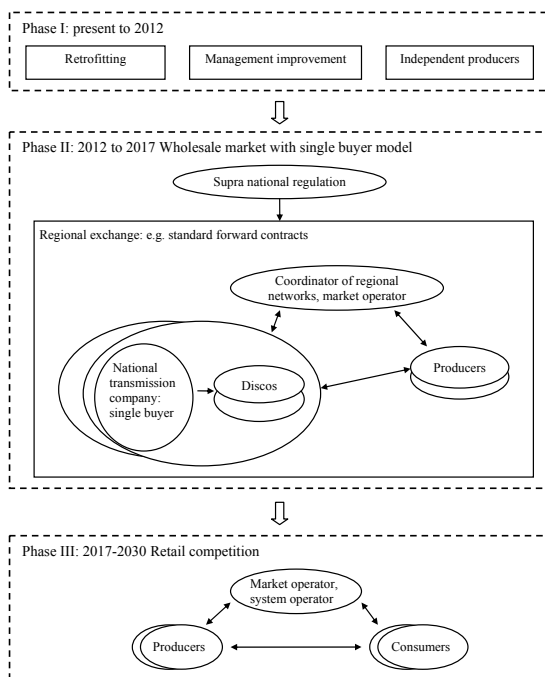 Phase I: present to 2012
Retrofitting
Management improvement
Independent producers
Phase II: 2012 to 2017 Wholesale market with single buyer model
Supra national regulation
Regional exchange: e.g. standard forward contracts
Coordinator of regional
networks, market operator
National
transmission
company:
single buyer
Discos
Producers
Phase III: 2017-2030 Retail competition
Market operator,
system operator
Producers
Consumers